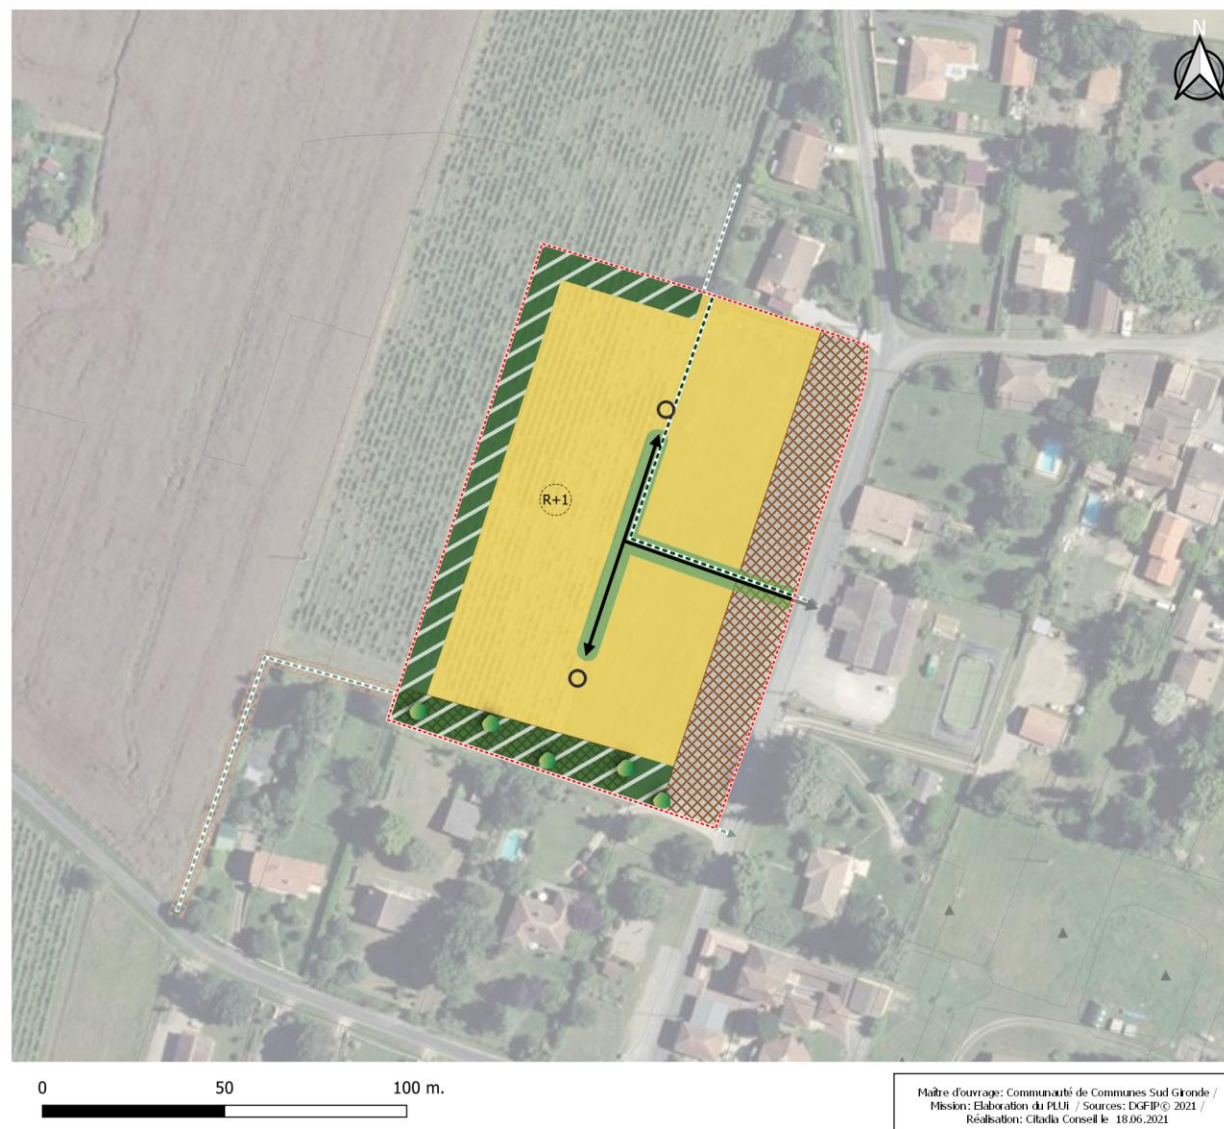 N
R+1
0 50 100 m.
Maître d'ouvrage: Communauté de Communes Sud Gironde /
Mission: Elaboration du PLUi / Sources: DGFIP© 2021 /
Réalisation: Citadia Conseil le 18.06.2021